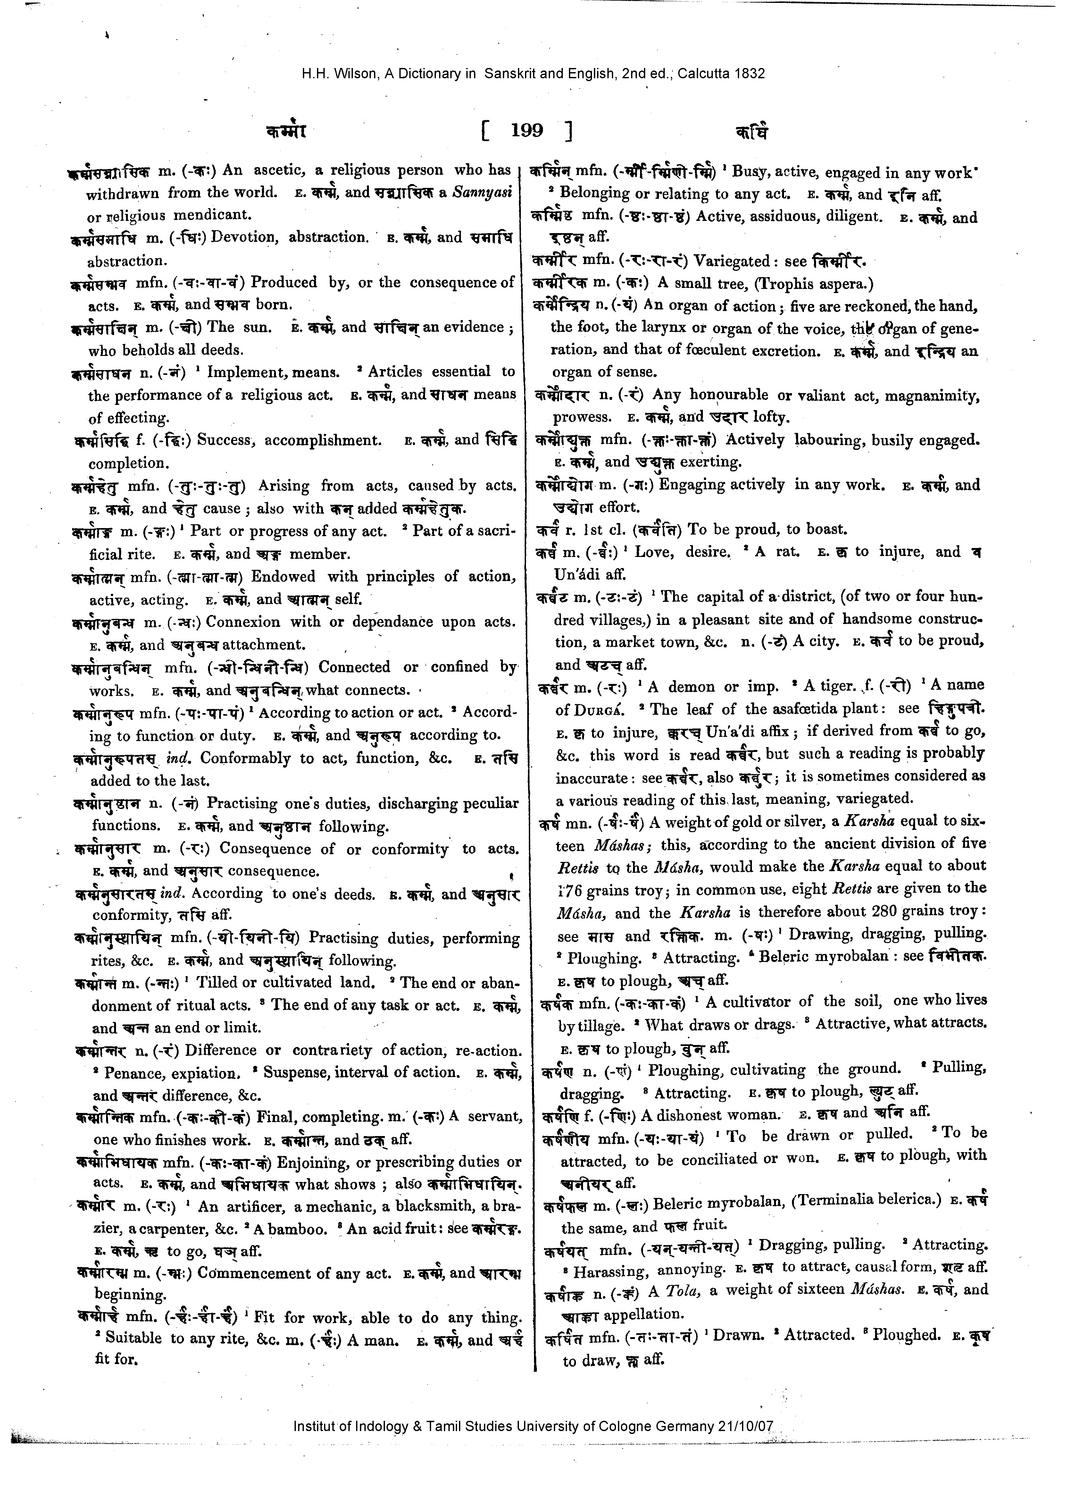 H.H. Wilson, A Dictionary in Sanskrit and English, 2nd ed.; Calcutta 1832
कर्म्मा [ 199 ] कर्षि
कर्म्मसन्न्यासिक m. (-कः) An ascetic, a religious person who has
withdrawn from the world. E. कर्म्म, and सन्न्यासिक a Sannyasi
or religious mendicant.
कर्म्मसमाधि m. (-धिः) Devotion, abstraction. E. कर्म्म, and समाधि
abstraction.
कर्म्मसम्भव mfn. (-वः-वा-वं) Produced by, or the consequence of
acts. E. कर्म्म, and सम्भव born.
कर्म्मसाचिन् m. (-ची) The sun. E. कर्म्म, and साचिन् an evidence ;
who beholds all deeds.
कर्म्मसाधन n. (-नं) ¹ Implement, means. ² Articles essential to
the performance of a religious act. E. कर्म्म, and साधन means
of effecting.
कर्म्मसिद्धि f. (-द्धिः) Success, accomplishment. E. कर्म्म, and सिद्धि
completion.
कर्म्महेतु mfn. (-तुः-तुः-तु) Arising from acts, caused by acts.
E. कर्म्म, and हेतु cause ; also with कन् added कर्म्महेतुक.
कर्म्माङ्ग m. (-ङ्गः) ¹ Part or progress of any act. ² Part of a sacri-
ficial rite. E. कर्म्म, and अङ्ग member.
कर्म्मात्मन् mfn. (-त्मा-त्मा-त्म) Endowed with principles of action,
active, acting. E. कर्म्म, and आत्मन् self.
कर्म्मानुबन्ध m. (-न्धः) Connexion with or dependance upon acts.
E. कर्म्म, and अनुबन्ध attachment.
कर्म्मानुबन्धिन् mfn. (-न्धी-न्धिनी-न्धि) Connected or confined by
works. E. कर्म्म, and अनुबन्धिन् what connects.
कर्म्मानुरूप mfn. (-पः-पा-पं) ¹ According to action or act. ² Accord-
ing to function or duty. E. कर्म्म, and अनुरूप according to.
कर्म्मानुरूपतस् ind. Conformably to act, function, &c. E. तसि
added to the last.
कर्म्मानुष्ठान n. (-नं) Practising one's duties, discharging peculiar
functions. E. कर्म्म, and अनुष्ठान following.
कर्म्मानुसार m. (-रः) Consequence of or conformity to acts.
E. कर्म्म, and अनुसार consequence.
कर्म्मानुसारतस् ind. According to one's deeds. E. कर्म्म, and अनुसार
conformity, तसि aff.
कर्म्मानुस्थायिन् mfn. (-यी-यिनी-यि) Practising duties, performing
rites, &c. E. कर्म्म, and अनुस्थायिन् following.
कर्म्मान्त m. (-न्तः) ¹ Tilled or cultivated land. ² The end or aban-
donment of ritual acts. ³ The end of any task or act. E. कर्म्म,
and अन्त an end or limit.
कर्म्मान्तर n. (-रं) Difference or contrariety of action, re-action.
² Penance, expiation. ³ Suspense, interval of action. E. कर्म्म,
and अन्तर difference, &c.
कर्म्मान्तिक mfn. (-कः-की-कं) Final, completing. m. (-कः) A servant,
one who finishes work. E. कर्म्मान्त, and ठक् aff.
कर्म्माभिधायक mfn. (-कः-का-कं) Enjoining, or prescribing duties or
acts. E. कर्म्म, and अभिधायक what shows ; also कर्म्माभिधायिन्.
कर्म्मार m. (-रः) ¹ An artificer, a mechanic, a blacksmith, a bra-
zier, a carpenter, &c. ² A bamboo. ³ An acid fruit: see कर्म्मरङ्ग.
E. कर्म्म, ऋ to go, घञ् aff.
कर्म्मारम्भ m. (-म्भः) Commencement of any act. E. कर्म्म, and आरम्भ
beginning.
कर्म्मार्ह mfn. (-र्हः-र्हा-र्हं) ¹ Fit for work, able to do any thing.
² Suitable to any rite, &c. m. (-र्हः) A man. E. कर्म्म, and अर्ह
fit for.
कर्म्मिन् mfn. (-र्म्मी-र्म्मिणी-र्म्मि) ¹ Busy, active, engaged in any work
² Belonging or relating to any act. E. कर्म्म, and इनि aff.
कर्म्मिष्ठ mfn. (-ष्ठः-ष्ठा-ष्ठं) Active, assiduous, diligent. E. कर्म्म, and
इष्ठन् aff.
कर्म्मीर mfn. (-रः-रा-रं) Variegated : see किर्म्मीर.
कर्म्मीरक m. (-कः) A small tree, (Trophis aspera.)
कर्म्मेन्द्रिय n. (-यं) An organ of action ; five are reckoned, the hand,
the foot, the larynx or organ of the voice, the organ of gene-
ration, and that of fœculent excretion. E. कर्म्म, and इन्द्रिय an
organ of sense.
कर्म्मोदार n. (-रं) Any honourable or valiant act, magnanimity,
prowess. E. कर्म्म, and उदार lofty.
कर्म्मोद्युक्त mfn. (-क्तः-क्ता-क्तं) Actively labouring, busily engaged.
E. कर्म्म, and उद्युक्त exerting.
कर्म्मोद्योग m. (-गः) Engaging actively in any work. E. कर्म्म, and
उद्योग effort.
कर्व r. 1st cl. (कर्वति) To be proud, to boast.
कर्व m. (-र्वः) ¹ Love, desire. ² A rat. E. कॄ to injure, and व
Un'ádi aff.
कर्वट m. (-टः-टं) ¹ The capital of a district, (of two or four hun-
dred villages,) in a pleasant site and of handsome construc-
tion, a market town, &c. n. (-टं) A city. E. कर्व to be proud,
and अटच् aff.
कर्वर m. (-रः) ¹ A demon or imp. ² A tiger. f. (-री) ¹ A name
of DURGÁ. ² The leaf of the asafœtida plant : see हिङ्गुपत्री.
E. कॄ to injure, ष्वरच् Un'a'di affix ; if derived from कर्व to go,
&c. this word is read कर्वर, but such a reading is probably
inaccurate : see कर्बर, also कर्बुर ; it is sometimes considered as
a various reading of this last, meaning, variegated.
कर्ष mn. (-र्षः-र्षं) A weight of gold or silver, a Karsha equal to six-
teen Máshas; this, according to the ancient division of five
Rettis to the Másha, would make the Karsha equal to about
176 grains troy ; in common use, eight Rettis are given to the
Másha, and the Karsha is therefore about 280 grains troy :
see माष and रक्तिक. m. (-षः) ¹ Drawing, dragging, pulling.
² Ploughing. ³ Attracting. ⁴ Beleric myrobalan : see विभीतक.
E. कृष to plough, अच् aff.
कर्षक mfn. (-कः-का-कं) ¹ A cultivator of the soil, one who lives
by tillage. ² What draws or drags. ³ Attractive, what attracts.
E. कृष to plough, वुन् aff.
कर्षण n. (-णं) ¹ Ploughing, cultivating the ground. ² Pulling,
dragging. ³ Attracting. E. कृष to plough, ल्युट् aff.
कर्षणि f. (-णिः) A dishonest woman. E. कृष and अनि aff.
कर्षणीय mfn. (-यः-या-यं) ¹ To be drawn or pulled. ² To be
attracted, to be conciliated or won. E. कृष to plough, with
अनीयर् aff.
कर्षफल m. (-लः) Beleric myrobalan, (Terminalia belerica.) E. कर्ष
the same, and फल fruit.
कर्षयत् mfn. (-यन्-यन्ती-यत्) ¹ Dragging, pulling. ² Attracting.
³ Harassing, annoying. E. कृष to attract, causal form, शतृ aff.
कर्षाङ्क n. (-ङ्कं) A Tola, a weight of sixteen Máshas. E. कर्ष, and
आङ्का appellation.
कर्षित mfn. (-तः-ता-तं) ¹ Drawn. ² Attracted. ³ Ploughed. E. कृष
to draw, क्त aff.
Institut of Indology & Tamil Studies University of Cologne Germany 21/10/07